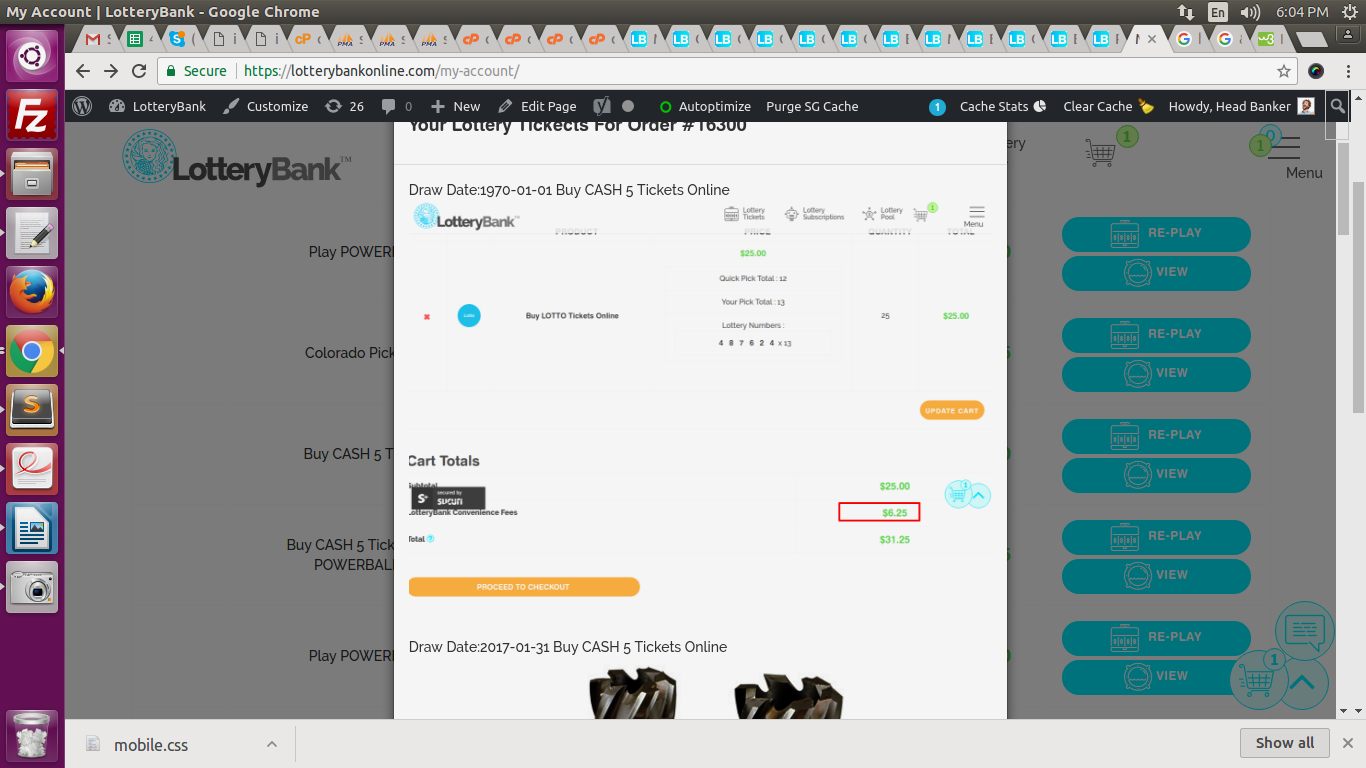 My Account | LotteryBank - Google Chrome
En
6:04 PM
Secure
https://lotterybankonline.com/my-account/
LotteryBank Customize 26 0 New Edit Page Autoptimize Purge SG Cache 1 Cache Stats Clear Cache Howdy, Head Banker
Your Lottery Tickects For Order #16300
LotteryBank™
1
0
1
Menu
Draw Date:1970-01-01 Buy CASH 5 Tickets Online
LotteryBank
Lottery Tickets
Lottery Subscriptions
Lottery Pool
1
Menu
PRODUCT PRICE QUANTITY TOTAL
$25.00
Quick Pick Total : 12
Your Pick Total : 13
Buy LOTTO Tickets Online
25
$25.00
Lottery Numbers :
4 8 7 6 2 4 x 13
UPDATE CART
Cart Totals
Subtotal $25.00
secured by
sucuri
LotteryBank Convenience Fees $6.25
Total $31.25
PROCEED TO CHECKOUT
Draw Date:2017-01-31 Buy CASH 5 Tickets Online
Play POWERB
RE-PLAY
VIEW
Colorado Pick
RE-PLAY
VIEW
Buy CASH 5 T
RE-PLAY
VIEW
Buy CASH 5 Tick
POWERBAL
RE-PLAY
VIEW
Play POWER
RE-PLAY
VIEW
1
mobile.css
Show all